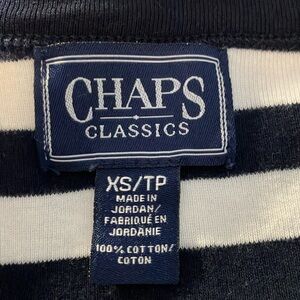 CHAPS
CLASSICS
XS/TP
MADE IN
JORDAN/
FABRIQUÉ EN
JORDANIE
100% COTTON/
COTON